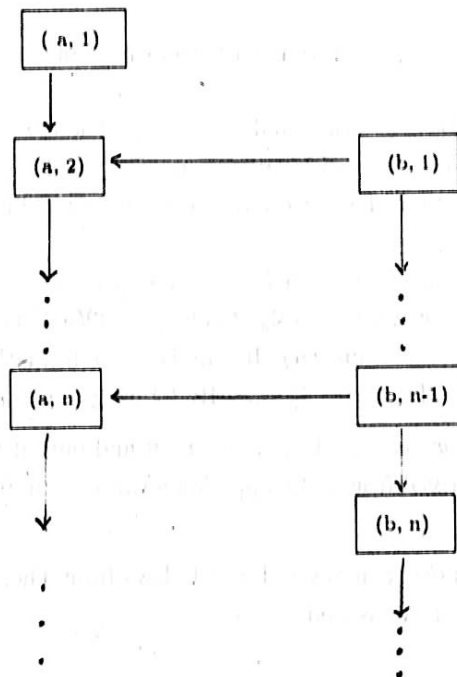 ( a, 1)
(a, 2) (b, 1)
(a, n) (b, n-1)
(b, n)